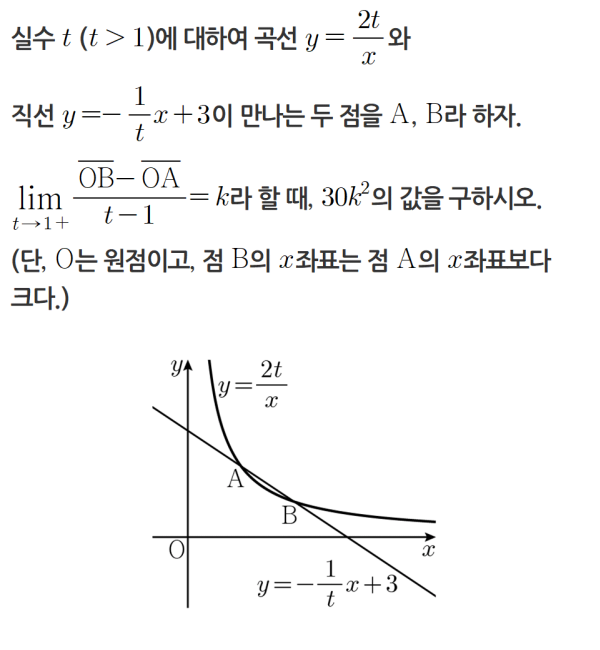 실수 t (t > 1)에 대하여 곡선 y = 2t/x 와
직선 y = − 1/t x + 3이 만나는 두 점을 A, B라 하자.
lim t→1+ (OB − OA)/(t − 1) = k라 할 때, 30k²의 값을 구하시오.
(단, O는 원점이고, 점 B의 x좌표는 점 A의 x좌표보다
크다.)
y
y = 2t/x
A
B
O
x
y = − 1/t x + 3